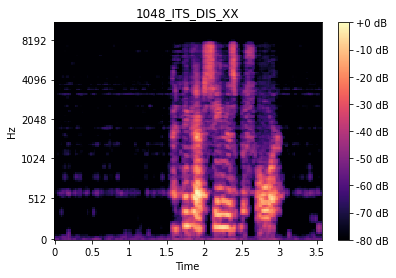 1048_ITS_DIS_XX
+0 dB
8192
-10 dB
4096
-20 dB
-30 dB
2048
Hz
-40 dB
1024
-50 dB
512
-60 dB
-70 dB
0
-80 dB
0 0.5 1 1.5 2 2.5 3 3.5
Time